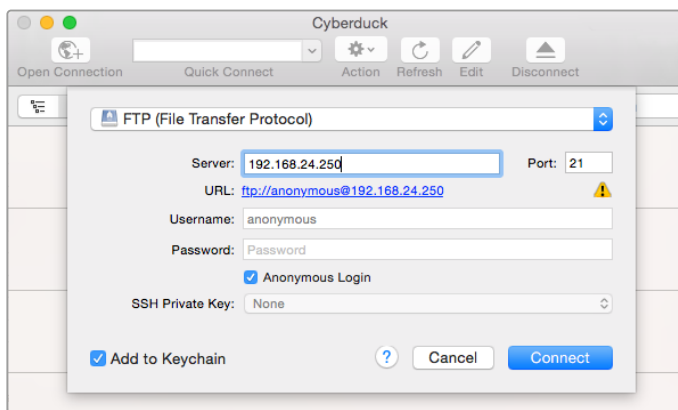 Cyberduck
Open Connection Quick Connect Action Refresh Edit Disconnect
FTP (File Transfer Protocol)
Server: 192.168.24.250 Port: 21
URL: ftp://anonymous@192.168.24.250
Username: anonymous
Password: Password
Anonymous Login
SSH Private Key: None
Add to Keychain ? Cancel Connect